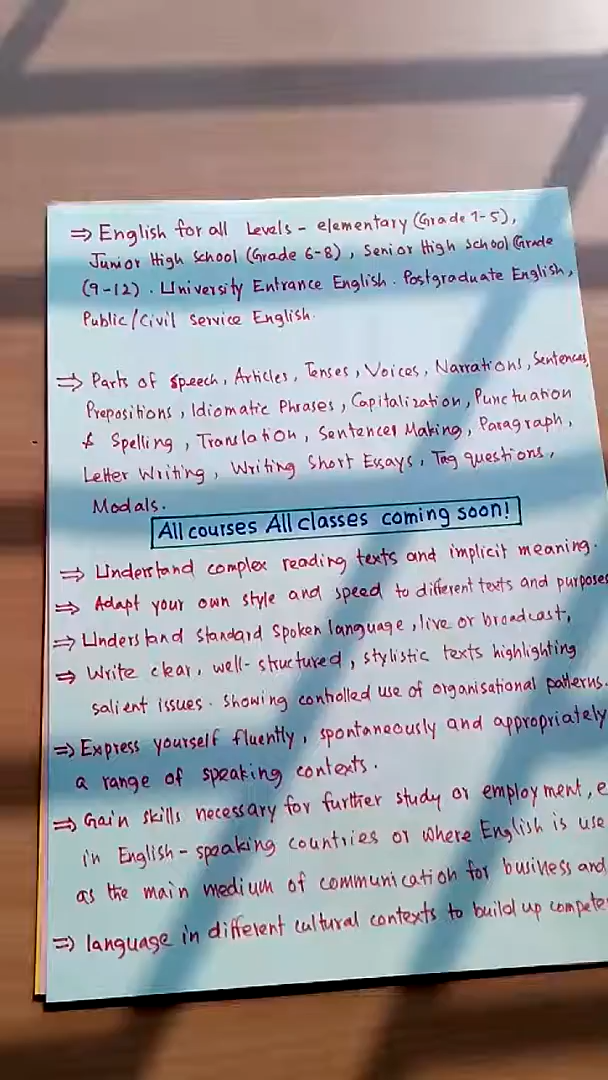 ⇒ English for all Levels - elementary (Grade 1-5),
Junior High School (Grade 6-8), Senior High School (Grade
(9-12). University Entrance English. Postgraduate English,
Public/Civil Service English.
⇒ Parts of Speech, Articles, Tenses, Voices, Narrations, Sentences,
Prepositions, Idiomatic Phrases, Capitalization, Punctuation
& Spelling, Translation, Sentences Making, Paragraph,
Letter Writing, Writing Short Essays, Tag questions,
Modals.
All courses All classes coming soon!
⇒ Understand complex reading texts and implicit meaning.
⇒ Adapt your own style and speed to different texts and purposes
⇒ Understand standard spoken language, live or broadcast,
⇒ Write clear, well-structured, stylistic texts highlighting
salient issues. showing controlled use of organisational patterns.
⇒ Express yourself fluently, spontaneously and appropriately
a range of speaking contexts.
⇒ Gain skills necessary for further study or employment, e
in English-speaking countries or where English is use
as the main medium of communication for business and
⇒ language in different cultural contexts to build up compete